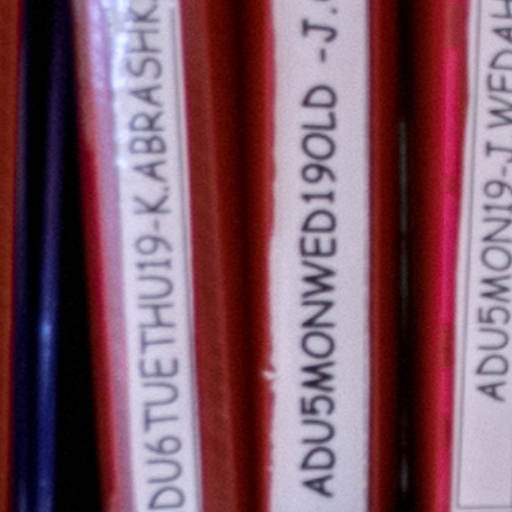 DU6TUETHU19-K.ABRASHK
ADU5MONWED19OLD -J.
ADU5MON19-J WEDAH